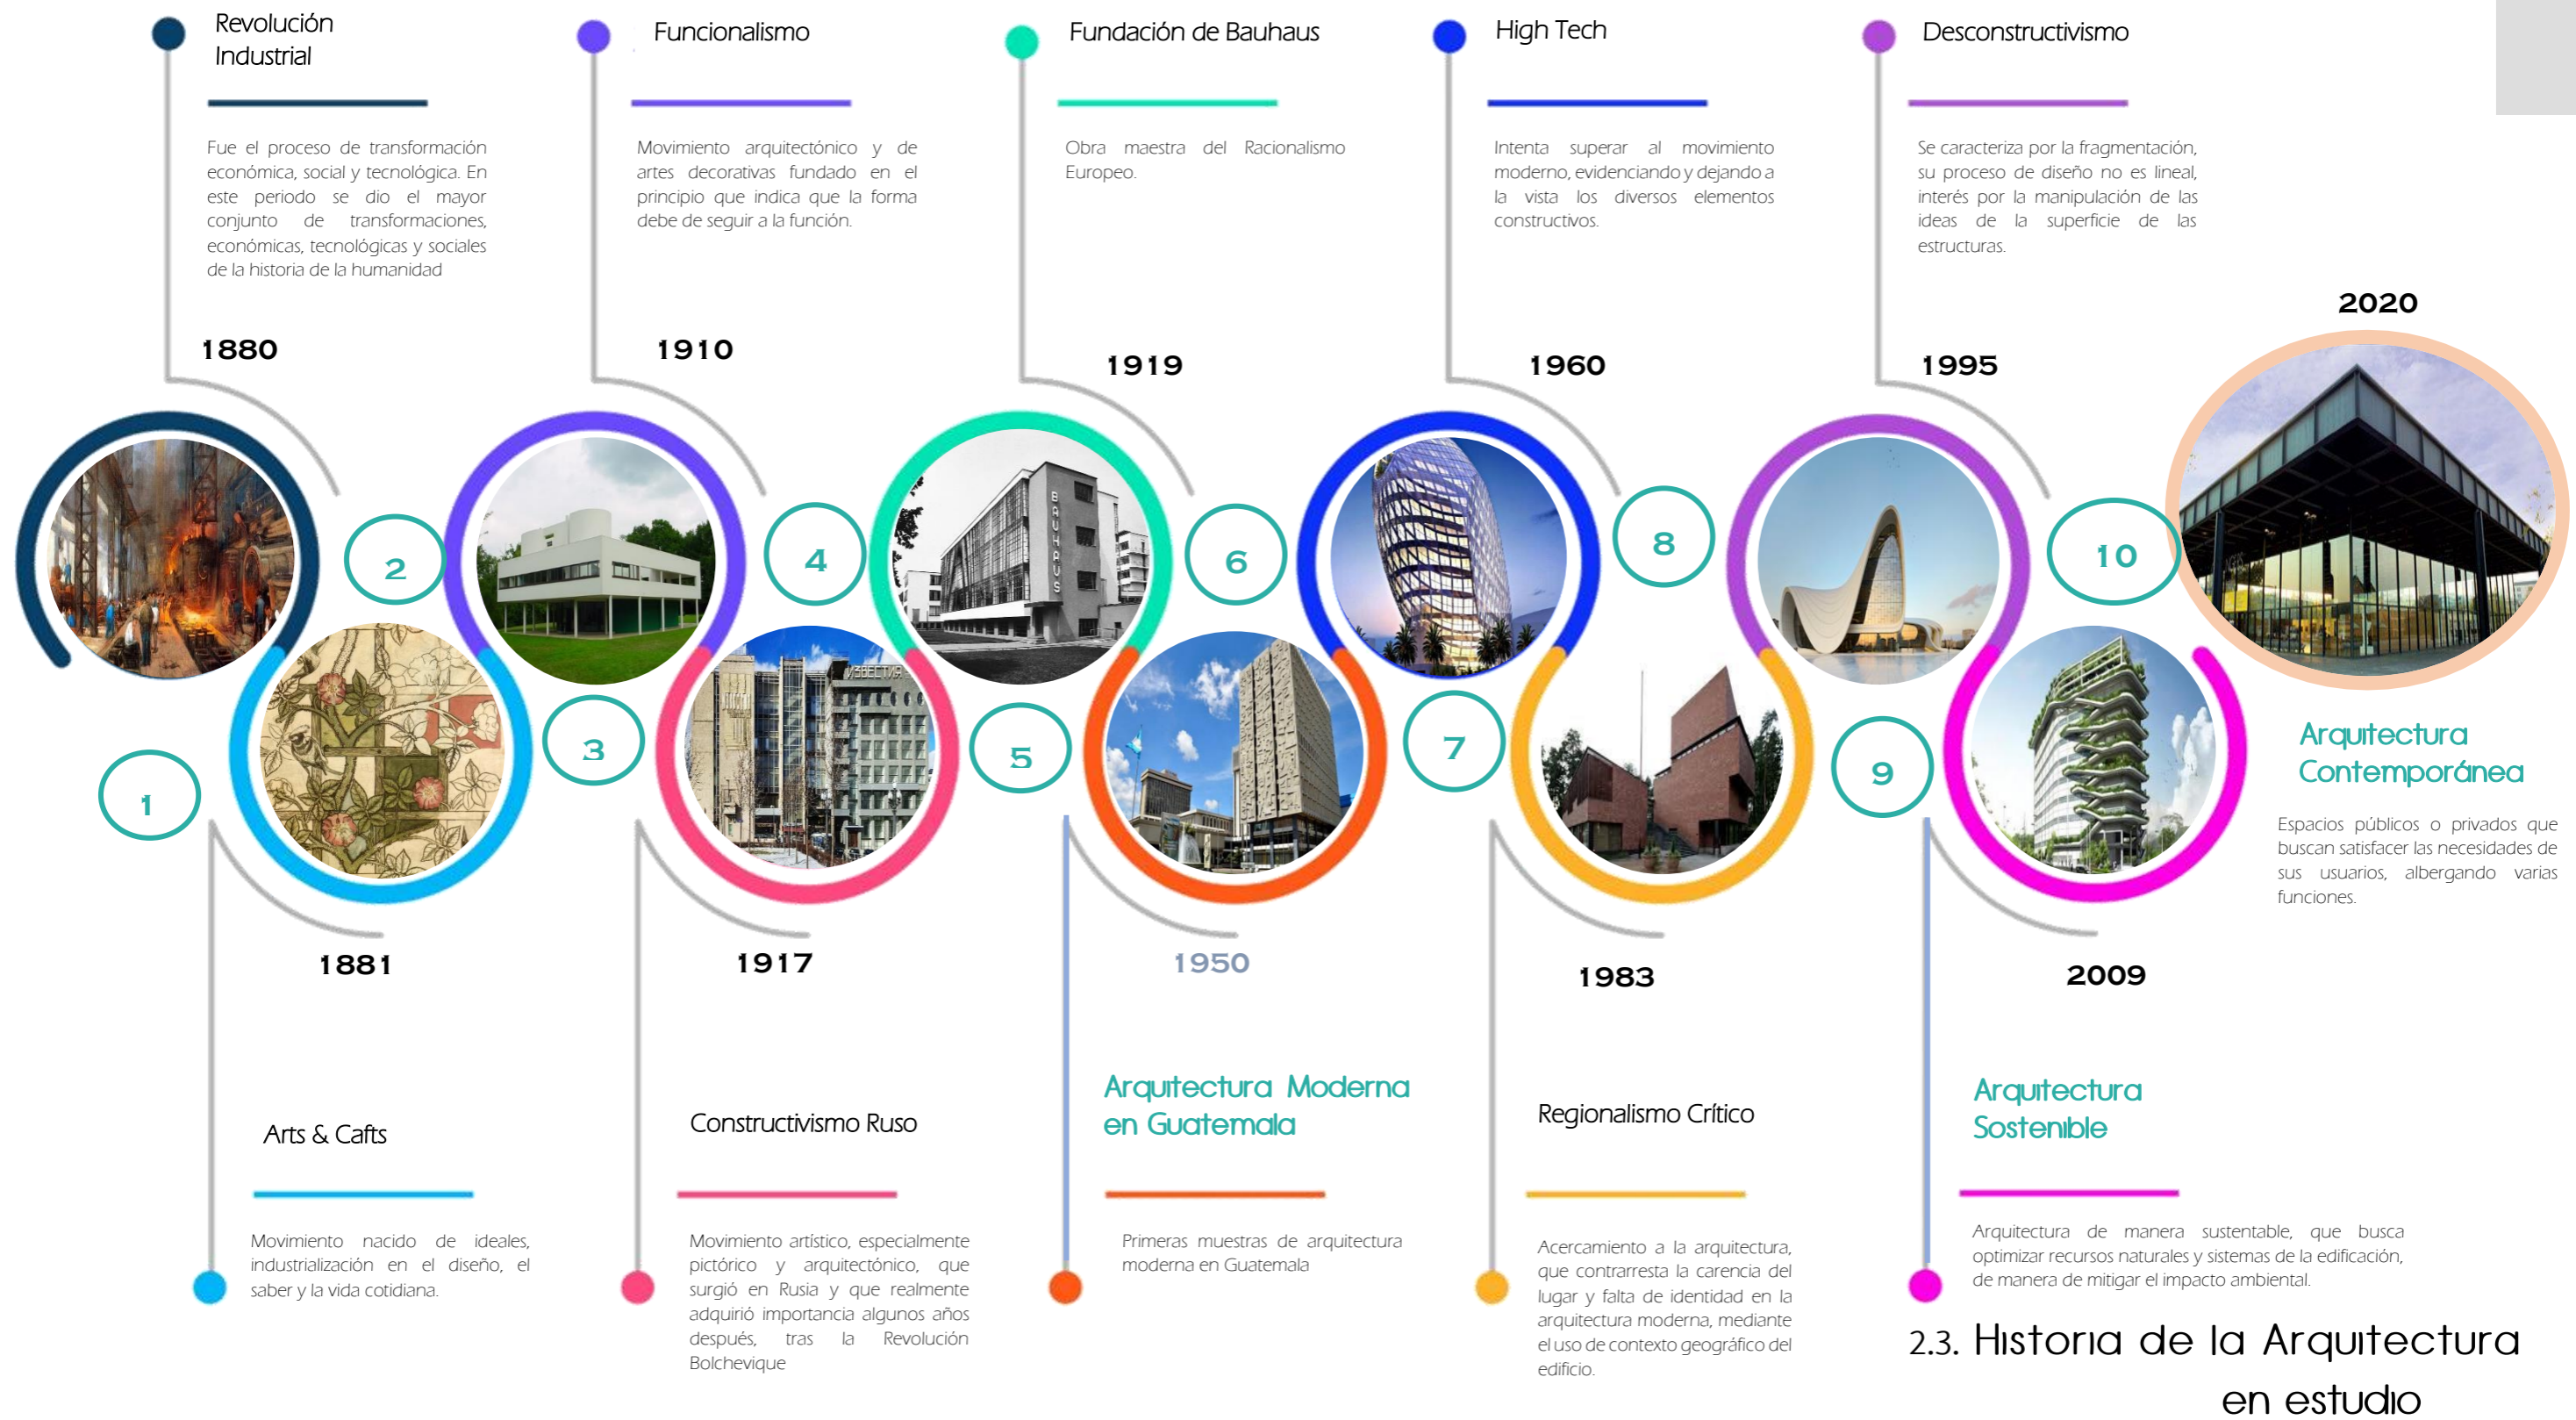 Revolución
Industrial
Fue el proceso de transformación
económica, social y tecnológica. En
este periodo se dio el mayor
conjunto de transformaciones,
económicas, tecnológicas y sociales
de la historia de la humanidad
1880
Funcionalismo
Movimiento arquitectónico y de
artes decorativas fundado en el
principio que indica que la forma
debe de seguir a la función.
1910
Fundación de Bauhaus
Obra maestra del Racionalismo
Europeo.
1919
High Tech
Intenta superar al movimiento
moderno, evidenciando y dejando a
la vista los diversos elementos
constructivos.
1960
Desconstructivismo
Se caracteriza por la fragmentación,
su proceso de diseño no es lineal,
interés por la manipulación de las
ideas de la superficie de las
estructuras.
1995
2020
1
2
3
4
BAUHAUS
ИЗВЕСТИЯ
5
6
7
8
9
10
Arquitectura
Contemporánea
Espacios públicos o privados que
buscan satisfacer las necesidades de
sus usuarios, albergando varias
funciones.
1881
Arts & Cafts
Movimiento nacido de ideales,
industrialización en el diseño, el
saber y la vida cotidiana.
1917
Constructivismo Ruso
Movimiento artístico, especialmente
pictórico y arquitectónico, que
surgió en Rusia y que realmente
adquirió importancia algunos años
después, tras la Revolución
Bolchevique
1950
Arquitectura Moderna
en Guatemala
Primeras muestras de arquitectura
moderna en Guatemala
1983
Regionalismo Crítico
Acercamiento a la arquitectura,
que contrarresta la carencia del
lugar y falta de identidad en la
arquitectura moderna, mediante
el uso de contexto geográfico del
edificio.
2009
Arquitectura
Sostenible
Arquitectura de manera sustentable, que busca
optimizar recursos naturales y sistemas de la edificación,
de manera de mitigar el impacto ambiental.
2.3. Historia de la Arquitectura
en estudio